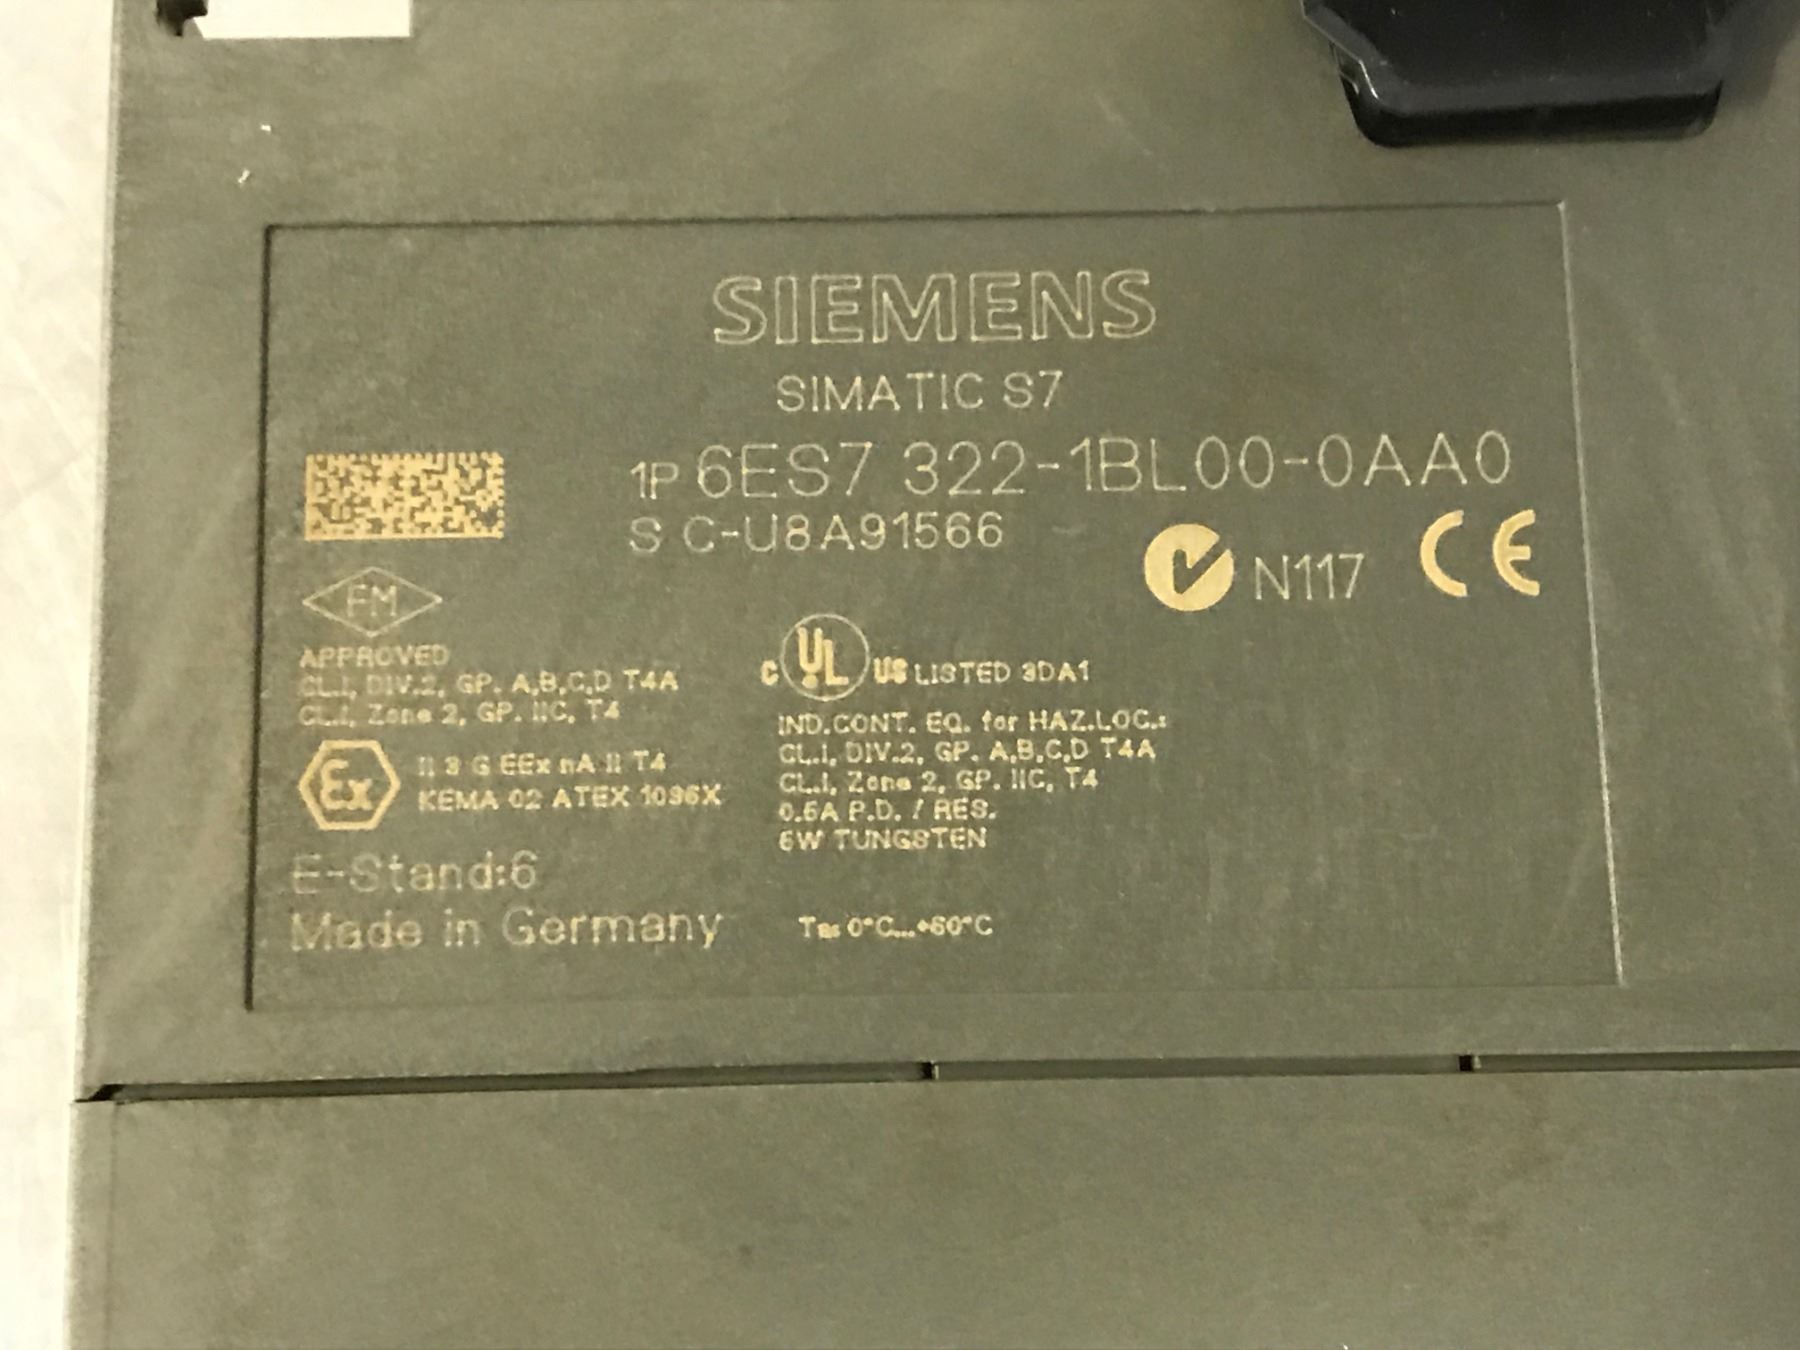 SIEMENS
SIMATIC S7
1P 6ES7 322-1BL00-0AA0
S C-U8A91566
N117 CE
FM
APPROVED
CL.I, DIV.2, GP. A,B,C,D T4A
CL.I, Zone 2, GP. IIC, T4
Ex
II 3 G EEx nA II T4
KEMA 02 ATEX 1096X
C UL US LISTED 3DA1
IND.CONT. EQ. for HAZ.LOC.:
CL.I, DIV.2, GP. A,B,C,D T4A
CL.I, Zone 2, GP. IIC, T4
0.5A P.D. / RES.
5W TUNGSTEN
E-Stand:6
Made in Germany
Ta: 0°C...+60°C